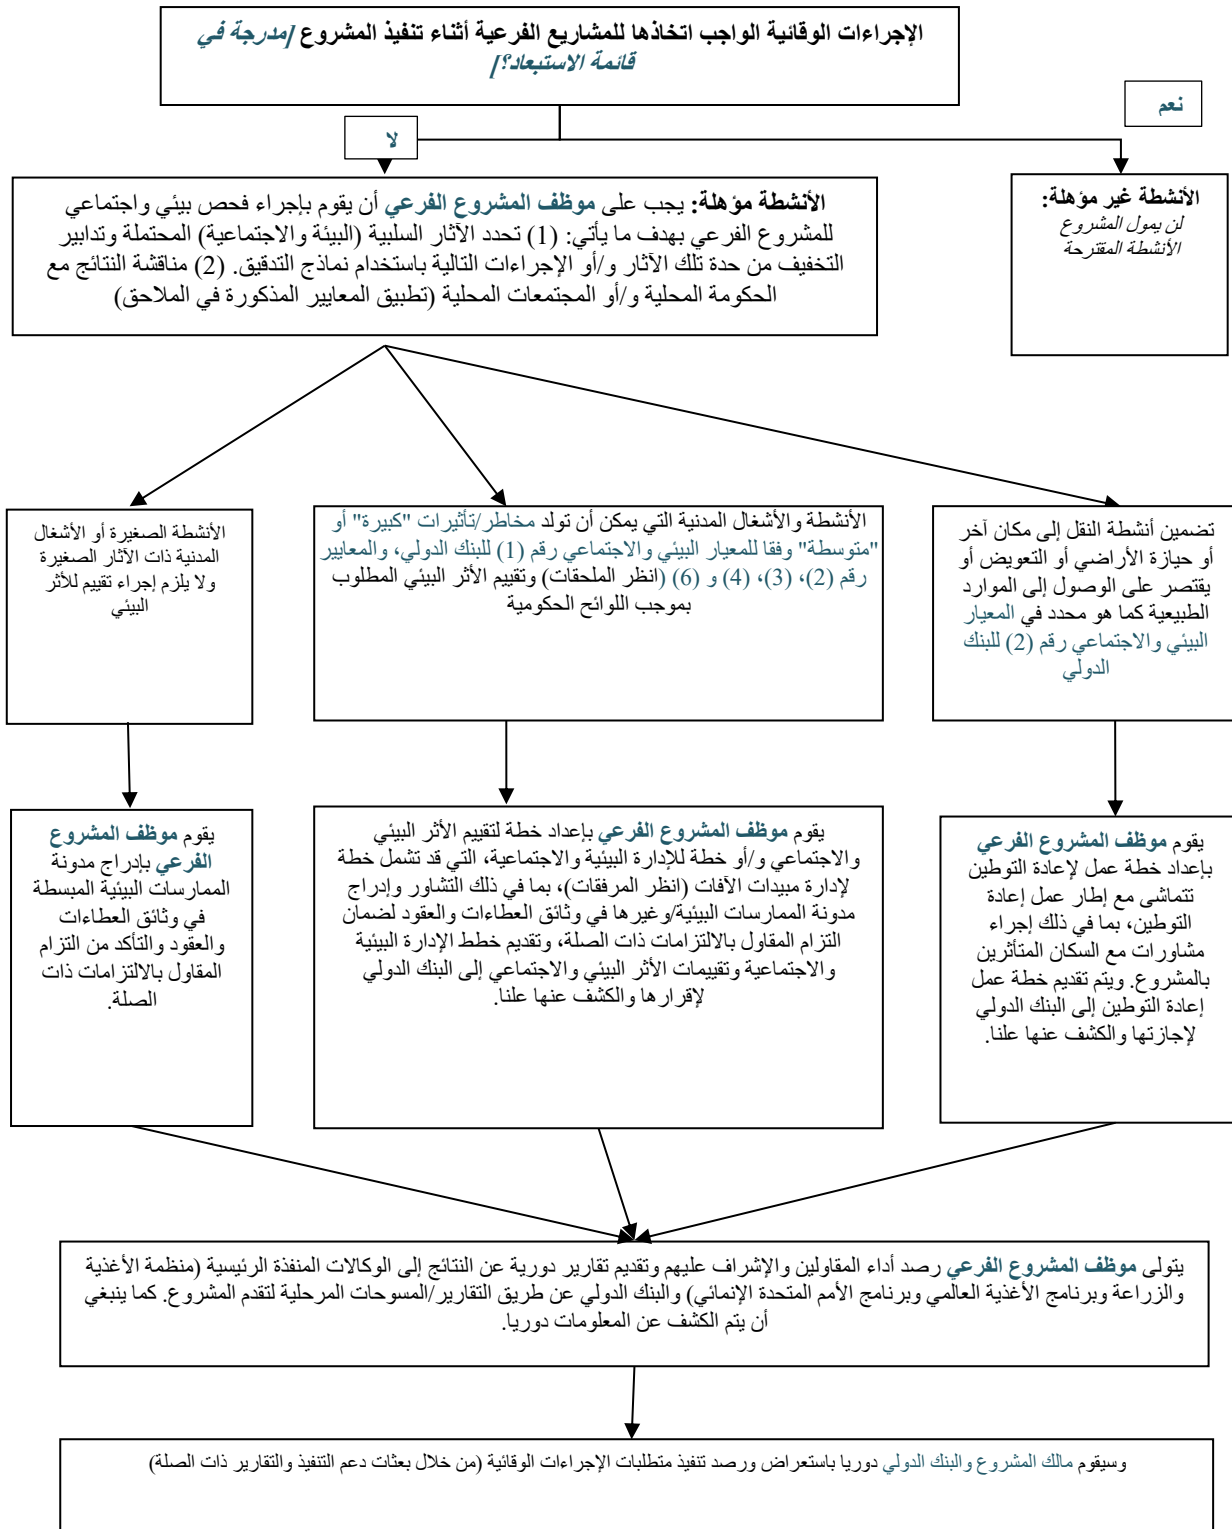 الإجراءات الوقائية الواجب اتخاذها للمشاريع الفرعية أثناء تنفيذ المشروع [مدرجة في
قائمة الاستبعاد؟]
نعم
لا
الأنشطة غير مؤهلة:
لن يمول المشروع
الأنشطة المقترحة
الأنشطة مؤهلة: يجب على موظف المشروع الفرعي أن يقوم بإجراء فحص بيئي واجتماعي
للمشروع الفرعي بهدف ما يأتي: (1) تحدد الآثار السلبية (البيئة والاجتماعية) المحتملة وتدابير
التخفيف من حدة تلك الآثار و/أو الإجراءات التالية باستخدام نماذج التدقيق. (2) مناقشة النتائج مع
الحكومة المحلية و/أو المجتمعات المحلية (تطبيق المعايير المذكورة في الملاحق)
تضمين أنشطة النقل إلى مكان آخر
أو حيازة الأراضي أو التعويض أو
يقتصر على الوصول إلى الموارد
الطبيعية كما هو محدد في المعيار
البيئي والاجتماعي رقم (2) للبنك
الدولي
الأنشطة والأشغال المدنية التي يمكن أن تولد مخاطر/تأثيرات "كبيرة" أو
"متوسطة" وفقا للمعيار البيئي والاجتماعي رقم (1) للبنك الدولي، والمعايير
رقم (2)، (3)، (4) و (6) (انظر الملحقات) وتقييم الأثر البيئي المطلوب
بموجب اللوائح الحكومية
الأنشطة الصغيرة أو الأشغال
المدنية ذات الآثار الصغيرة
ولا يلزم إجراء تقييم للأثر
البيئي
يقوم موظف المشروع الفرعي
بإعداد خطة عمل لإعادة التوطين
تتماشى مع إطار عمل إعادة
التوطين، بما في ذلك إجراء
مشاورات مع السكان المتأثرين
بالمشروع. ويتم تقديم خطة عمل
إعادة التوطين إلى البنك الدولي
لإجازتها والكشف عنها علنا.
يقوم موظف المشروع الفرعي بإعداد خطة لتقييم الأثر البيئي
والاجتماعي و/أو خطة للإدارة البيئية والاجتماعية، التي قد تشمل خطة
لإدارة مبيدات الآفات (انظر المرفقات)، بما في ذلك التشاور وإدراج
مدونة الممارسات البيئية/وغيرها في وثائق العطاءات والعقود لضمان
التزام المقاول بالالتزامات ذات الصلة، وتقديم خطط الإدارة البيئية
والاجتماعية وتقييمات الأثر البيئي والاجتماعي إلى البنك الدولي
لإقرارها والكشف عنها علنا.
يقوم موظف المشروع
الفرعي بإدراج مدونة
الممارسات البيئية المبسطة
في وثائق العطاءات
والعقود والتأكد من التزام
المقاول بالالتزامات ذات
الصلة.
يتولى موظف المشروع الفرعي رصد أداء المقاولين والإشراف عليهم وتقديم تقارير دورية عن النتائج إلى الوكالات المنفذة الرئيسية (منظمة الأغذية
والزراعة وبرنامج الأغذية العالمي وبرنامج الأمم المتحدة الإنمائي) والبنك الدولي عن طريق التقارير/المسوحات المرحلية لتقدم المشروع. كما ينبغي
أن يتم الكشف عن المعلومات دوريا.
وسيقوم مالك المشروع والبنك الدولي دوريا باستعراض ورصد تنفيذ متطلبات الإجراءات الوقائية (من خلال بعثات دعم التنفيذ والتقارير ذات الصلة)